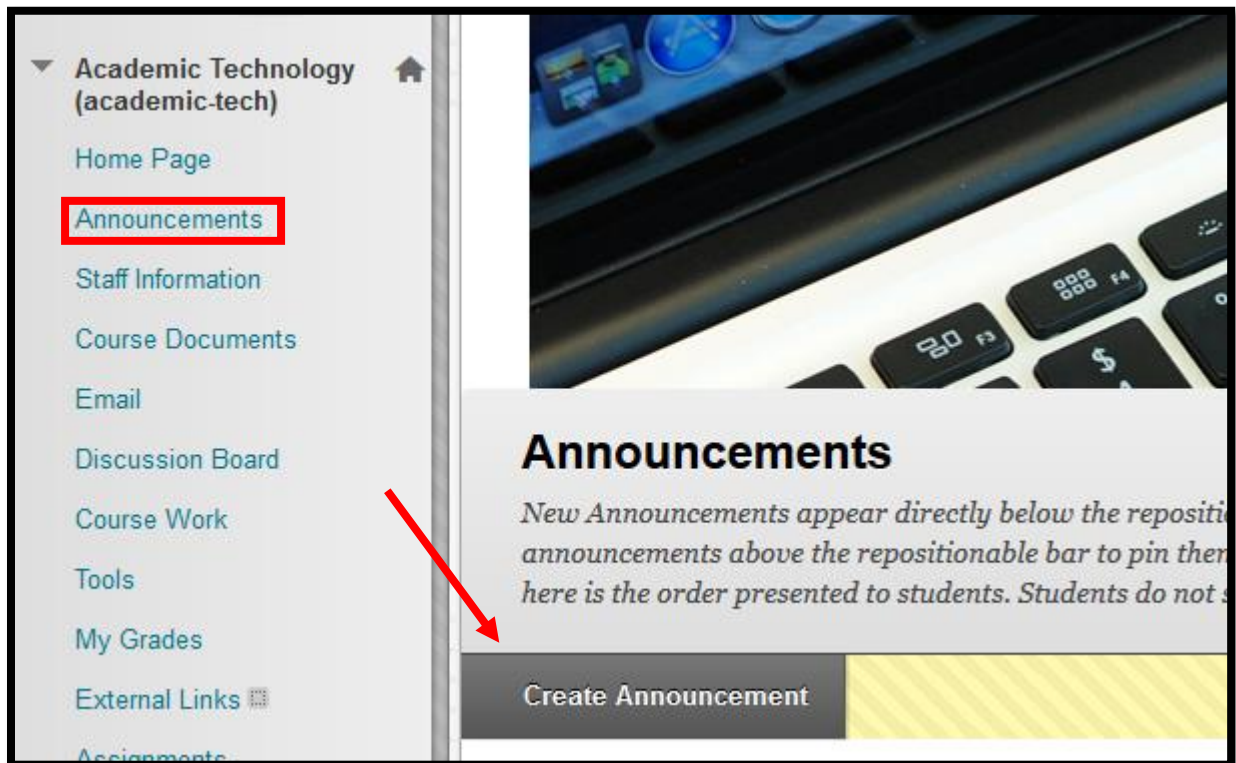 Academic Technology
(academic-tech)
Home Page
Announcements
Staff Information
Course Documents
Email
Discussion Board
Course Work
Tools
My Grades
External Links
Assignments
F4
F3
$
Announcements
New Announcements appear directly below the
announcements above the repositionable bar to pin
here is the order presented to students. Students do not
Create Announcement